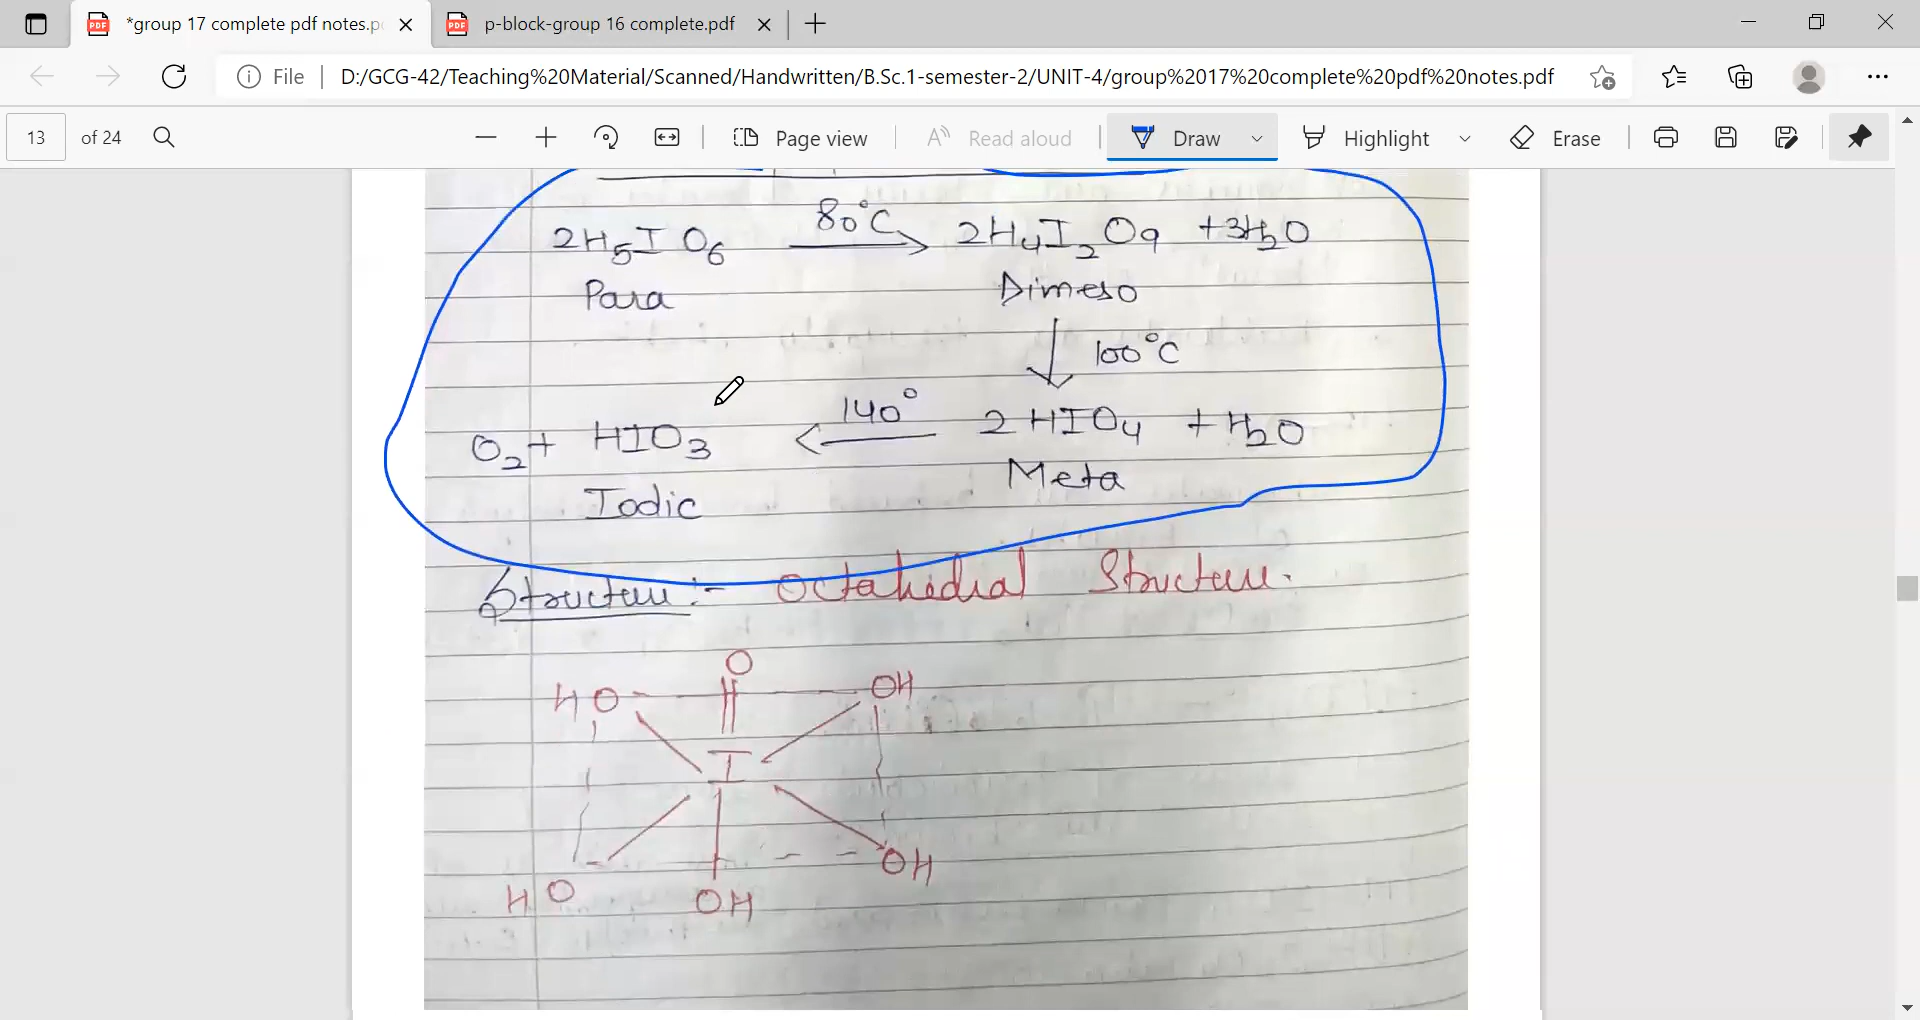 *group 17 complete pdf notes.p
p-block-group 16 complete.pdf
File | D:/GCG-42/Teaching%20Material/Scanned/Handwritten/B.Sc.1-semester-2/UNIT-4/group%2017%20complete%20pdf%20notes.pdf
13 of 24 Page view Read aloud Draw Highlight Erase
2H₅IO₆ 80°C → 2H₄I₂O₉ + 3H₂O
Para Dimeso
↓ 100°C
O₂ + HIO₃ ← 140° 2HIO₄ + H₂O
Iodic Meta
Structure :- Octahedral Structure.
O
HO OH
I
HO OH OH